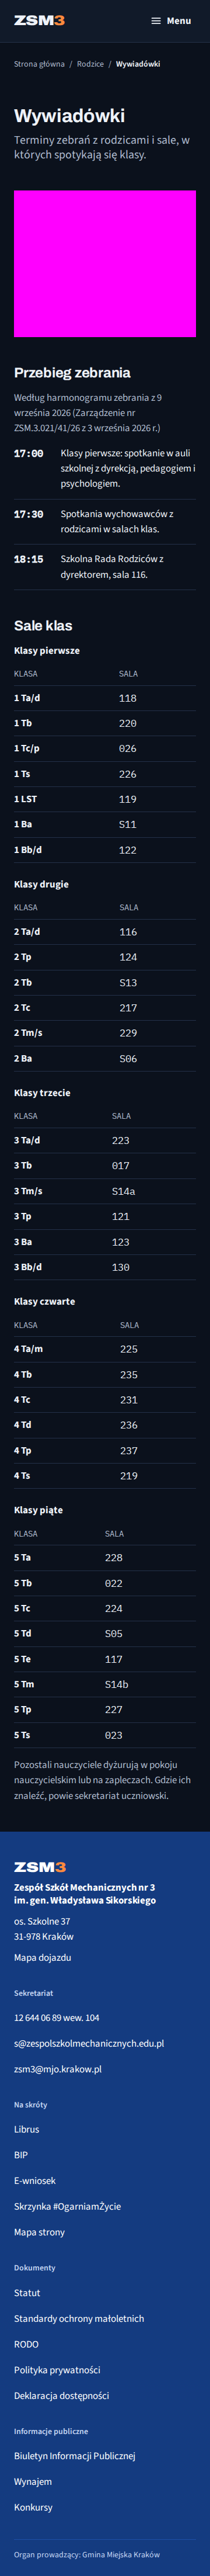 ZSM3
Menu
Strona główna / Rodzice / Wywiadówki
Wywiadówki
Terminy zebrań z rodzicami i sale, w
których spotykają się klasy.
Przebieg zebrania
Według harmonogramu zebrania z 9
września 2026 (Zarządzenie nr
ZSM.3.021/41/26 z 3 września 2026 r.)
17:00 Klasy pierwsze: spotkanie w auli
szkolnej z dyrekcją, pedagogiem i
psychologiem.
17:30 Spotkania wychowawców z
rodzicami w salach klas.
18:15 Szkolna Rada Rodziców z
dyrektorem, sala 116.
Sale klas
Klasy pierwsze
KLASA SALA
1 Ta/d 118
1 Tb 220
1 Tc/p 026
1 Ts 226
1 LST 119
1 Ba S11
1 Bb/d 122
Klasy drugie
KLASA SALA
2 Ta/d 116
2 Tp 124
2 Tb S13
2 Tc 217
2 Tm/s 229
2 Ba S06
Klasy trzecie
KLASA SALA
3 Ta/d 223
3 Tb 017
3 Tm/s S14a
3 Tp 121
3 Ba 123
3 Bb/d 130
Klasy czwarte
KLASA SALA
4 Ta/m 225
4 Tb 235
4 Tc 231
4 Td 236
4 Tp 237
4 Ts 219
Klasy piąte
KLASA SALA
5 Ta 228
5 Tb 022
5 Tc 224
5 Td S05
5 Te 117
5 Tm S14b
5 Tp 227
5 Ts 023
Pozostali nauczyciele dyżurują w pokoju
nauczycielskim lub na zapleczach. Gdzie ich
znaleźć, powie sekretariat uczniowski.
ZSM3
Zespół Szkół Mechanicznych nr 3
im. gen. Władysława Sikorskiego
os. Szkolne 37
31-978 Kraków
Mapa dojazdu
Sekretariat
12 644 06 89 wew. 104
s@zespolszkolmechanicznych.edu.pl
zsm3@mjo.krakow.pl
Na skróty
Librus
BIP
E-wniosek
Skrzynka #OgarniamŻycie
Mapa strony
Dokumenty
Statut
Standardy ochrony małoletnich
RODO
Polityka prywatności
Deklaracja dostępności
Informacje publiczne
Biuletyn Informacji Publicznej
Wynajem
Konkursy
Organ prowadzący: Gmina Miejska Kraków